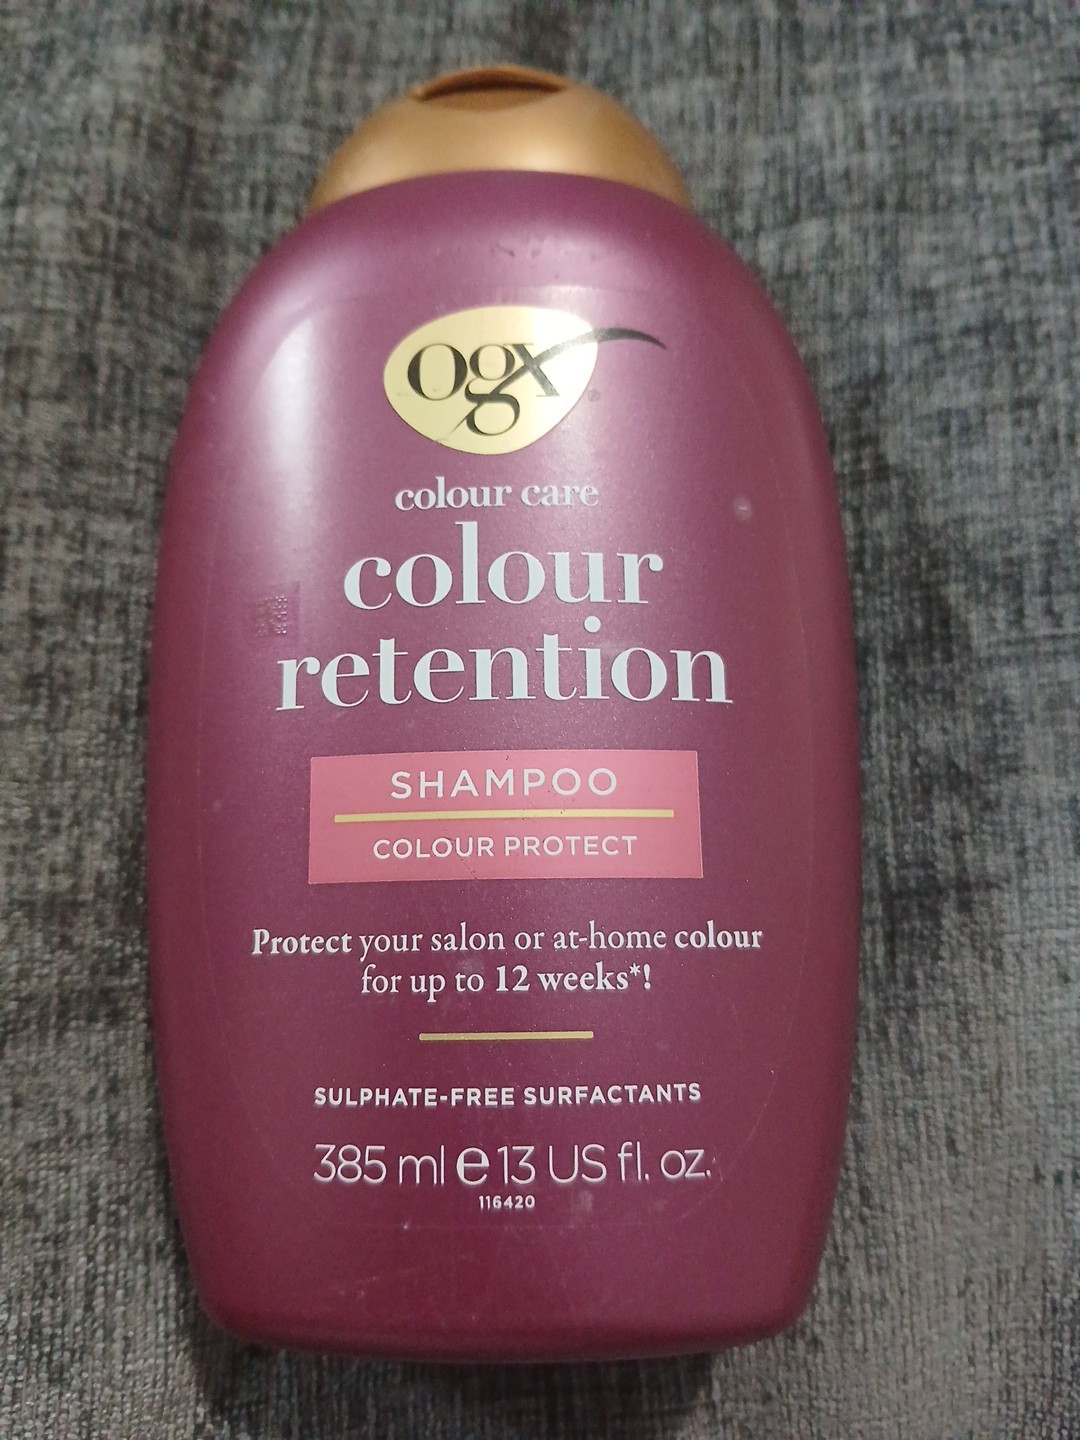 ogx
®
colour care
colour
retention
SHAMPOO
COLOUR PROTECT
Protect your salon or at-home colour
for up to 12 weeks*!
SULPHATE-FREE SURFACTANTS
385 ml e 13 US fl. oz.
116420